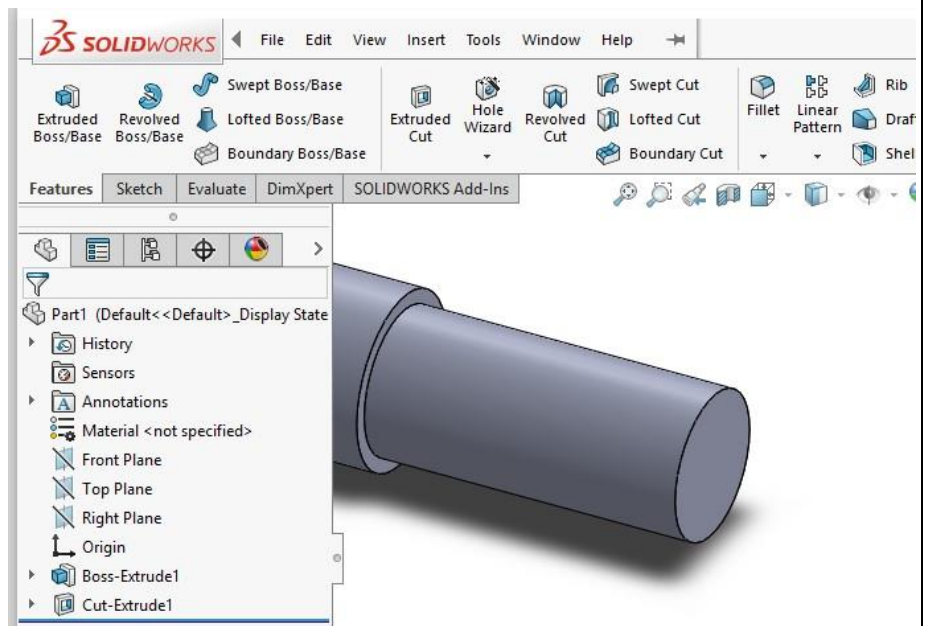 SOLIDWORKS File Edit View Insert Tools Window Help
Extruded Boss/Base
Revolved Boss/Base
Swept Boss/Base
Lofted Boss/Base
Boundary Boss/Base
Extruded Cut
Hole Wizard
Revolved Cut
Swept Cut
Lofted Cut
Boundary Cut
Fillet
Linear Pattern
Rib
Draf
Shel
Features Sketch Evaluate DimXpert SOLIDWORKS Add-Ins
Part1 (Default<<Default>_Display State
History
Sensors
A Annotations
Material <not specified>
Front Plane
Top Plane
Right Plane
Origin
Boss-Extrude1
Cut-Extrude1